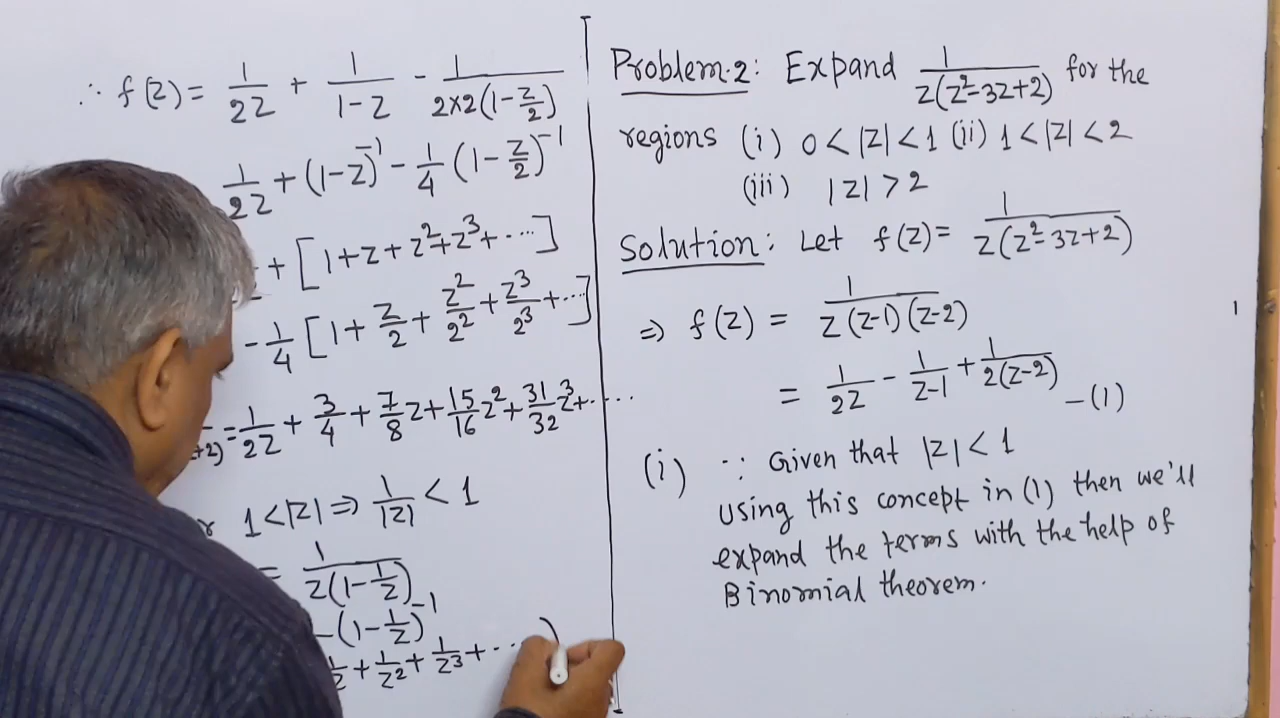 ∴ f(z) = 1/2z + 1/1-z - 1/2×2(1-z/2)
1/2z + (1-z)^-1 - 1/4 (1-z/2)^-1
+ [1+z+z²+z³+....]
- 1/4 [1+ z/2 + z²/2² + z³/2³ +...]
+2) = 1/2z + 3/4 + 7/8 z + 15/16 z² + 31/32 z³ +.....
1<|z| ⇒ 1/|z| < 1
= 1/z(1-1/z)
(1-1/z)^-1
1/z + 1/z² + 1/z³ + ... )
Problem.2: Expand 1/z(z²-3z+2) for the
regions (i) 0<|z|<1 (ii) 1<|z|<2
(iii) |z|>2
Solution: Let f(z) = 1/z(z²-3z+2)
⇒ f(z) = 1/z(z-1)(z-2)
= 1/2z - 1/z-1 + 1/2(z-2) —(1)
(i) ∵ Given that |z|<1
using this concept in (1) then we'll
expand the terms with the help of
Binomial theorem.